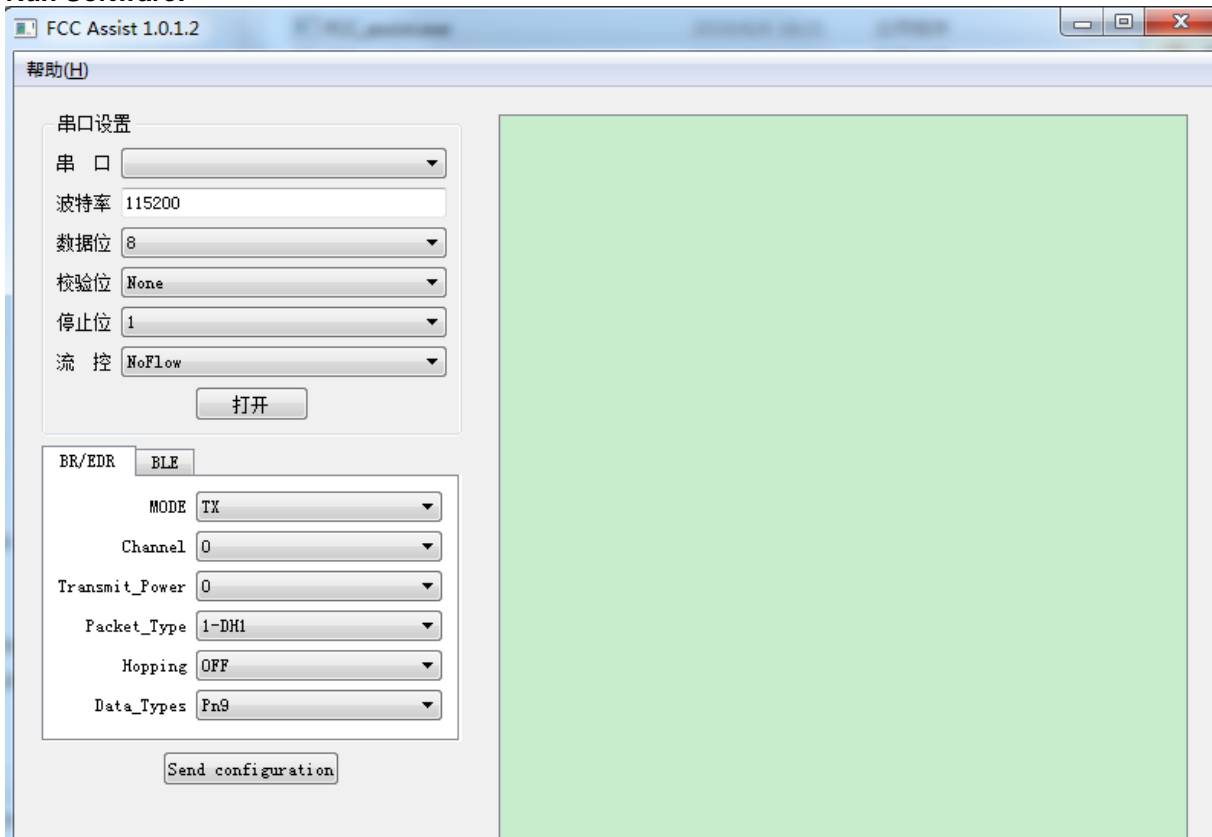 FCC Assist 1.0.1.2
帮助(H)
串口设置
串 口
波特率 115200
数据位 8
校验位 None
停止位 1
流 控 NoFlow
打开
BR/EDR BLE
MODE TX
Channel 0
Transmit_Power 0
Packet_Type 1-DH1
Hopping OFF
Data_Types Pn9
Send configuration